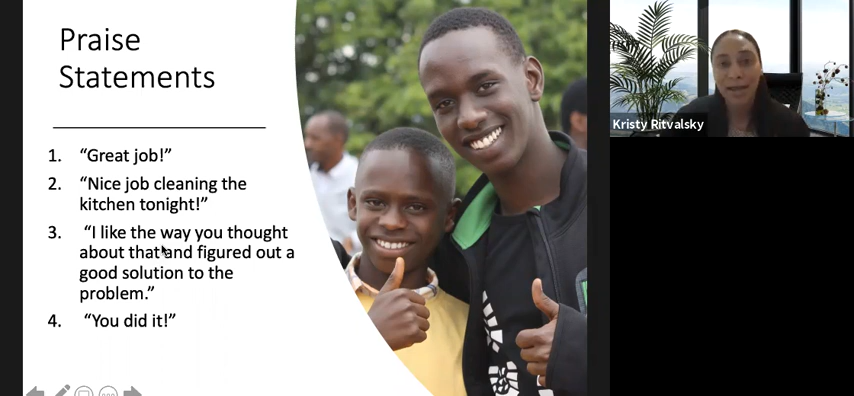 Praise
Statements
1. “Great job!”
2. “Nice job cleaning the
kitchen tonight!”
3. “I like the way you thought
about that and figured out a
good solution to the
problem.”
4. “You did it!”
Kristy Ritvalsky